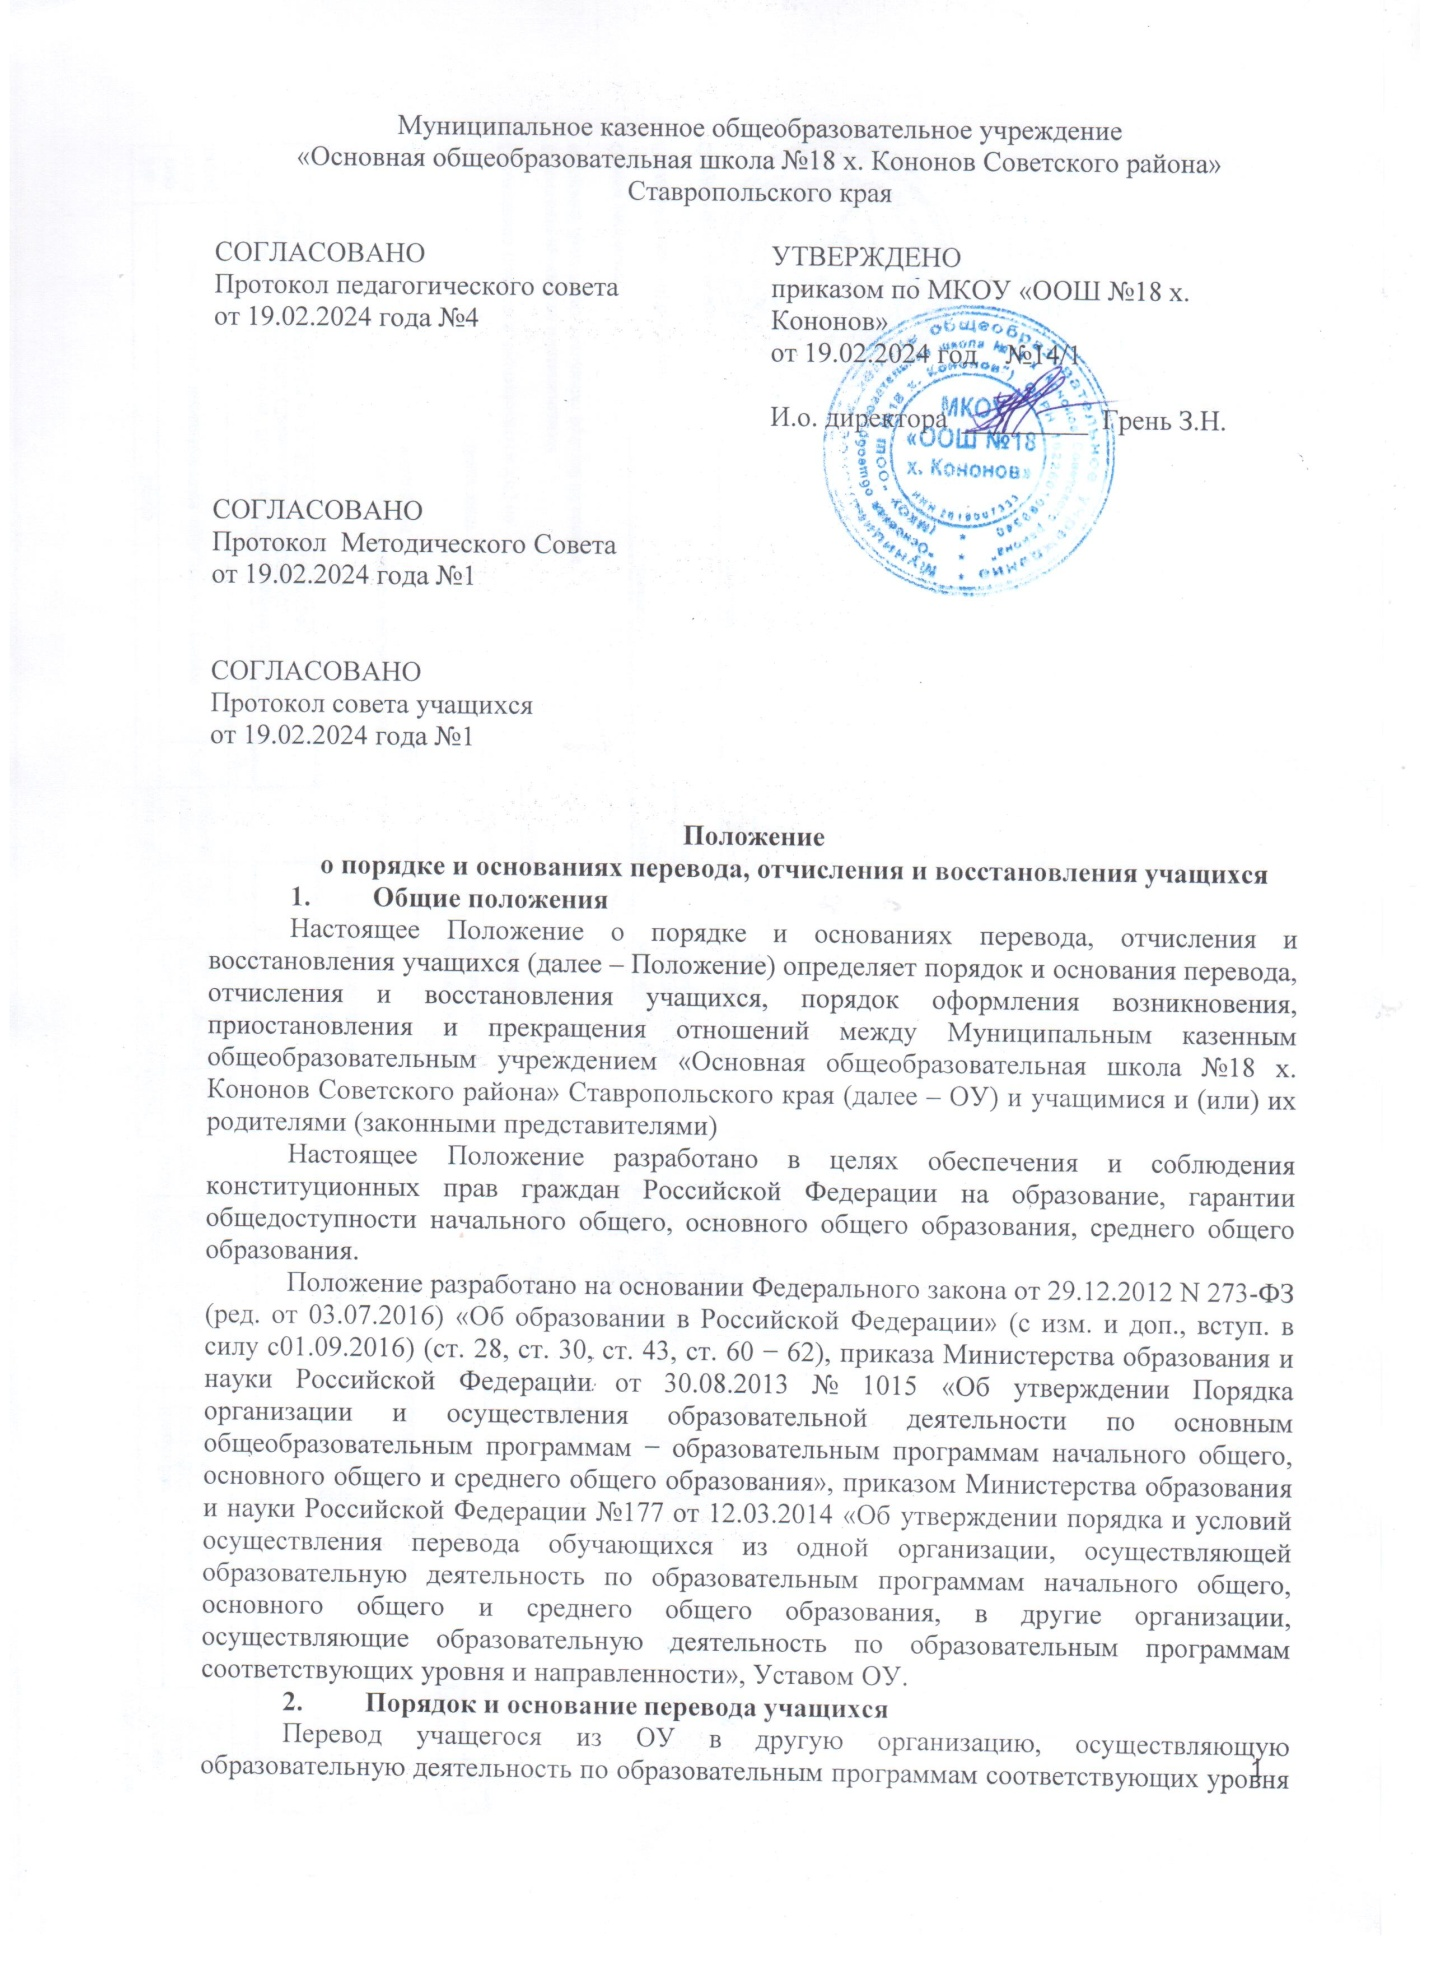 Муниципальное казенное общеобразовательное учреждение
«Основная общеобразовательная школа №18 х. Кононов Советского района»
Ставропольского края
СОГЛАСОВАНО
Протокол педагогического совета
от 19.02.2024 года №4
УТВЕРЖДЕНО
приказом по МКОУ «ООШ №18 х.
Кононов»
от 19.02.2024 год №14/1
И.о. директора __________ Грень З.Н.
МКОУ
«ООШ №18
х. Кононов»
СОГЛАСОВАНО
Протокол Методического Совета
от 19.02.2024 года №1
СОГЛАСОВАНО
Протокол совета учащихся
от 19.02.2024 года №1
Положение
о порядке и основаниях перевода, отчисления и восстановления учащихся
1. Общие положения
Настоящее Положение о порядке и основаниях перевода, отчисления и
восстановления учащихся (далее – Положение) определяет порядок и основания перевода,
отчисления и восстановления учащихся, порядок оформления возникновения,
приостановления и прекращения отношений между Муниципальным казенным
общеобразовательным учреждением «Основная общеобразовательная школа №18 х.
Кононов Советского района» Ставропольского края (далее – ОУ) и учащимися и (или) их
родителями (законными представителями)
Настоящее Положение разработано в целях обеспечения и соблюдения
конституционных прав граждан Российской Федерации на образование, гарантии
общедоступности начального общего, основного общего образования, среднего общего
образования.
Положение разработано на основании Федерального закона от 29.12.2012 N 273-ФЗ
(ред. от 03.07.2016) «Об образовании в Российской Федерации» (с изм. и доп., вступ. в
силу с01.09.2016) (ст. 28, ст. 30, ст. 43, ст. 60 − 62), приказа Министерства образования и
науки Российской Федерации от 30.08.2013 № 1015 «Об утверждении Порядка
организации и осуществления образовательной деятельности по основным
общеобразовательным программам − образовательным программам начального общего,
основного общего и среднего общего образования», приказом Министерства образования
и науки Российской Федерации №177 от 12.03.2014 «Об утверждении порядка и условий
осуществления перевода обучающихся из одной организации, осуществляющей
образовательную деятельность по образовательным программам начального общего,
основного общего и среднего общего образования, в другие организации,
осуществляющие образовательную деятельность по образовательным программам
соответствующих уровня и направленности», Уставом ОУ.
2. Порядок и основание перевода учащихся
Перевод учащегося из ОУ в другую организацию, осуществляющую
образовательную деятельность по образовательным программам соответствующих уровня
1